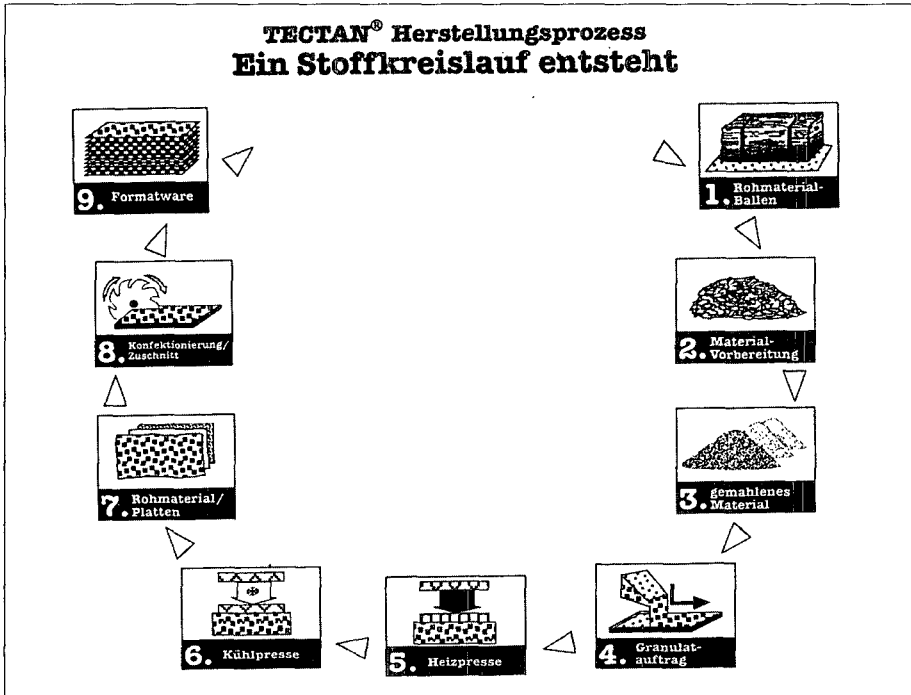 TECTAN® Herstellungsprozess
Ein Stoffkreislauf entsteht
1. Rohmaterial-
Ballen
2. Material-
Vorbereitung
3. gemahlenes
Material
4. Granulat-
auftrag
5. Heizpresse
6. Kühlpresse
7. Rohmaterial/
Platten
8. Konfektionierung/
Zuschnitt
9. Formatware